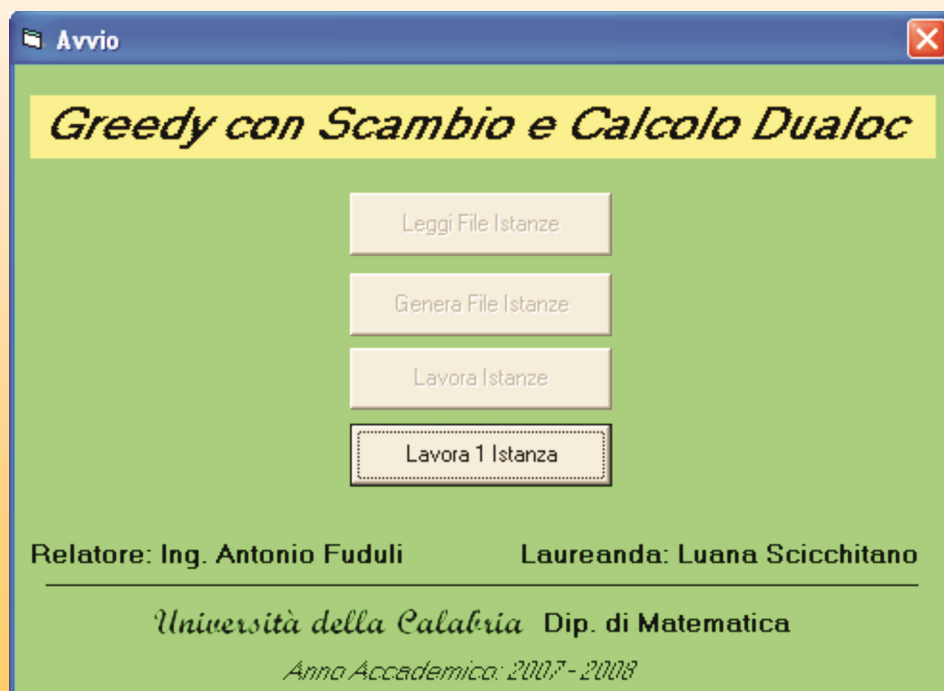 Avvio
Greedy con Scambio e Calcolo Dualoc
Leggi File Istanze
Genera File Istanze
Lavora Istanze
Lavora 1 Istanza
Relatore: Ing. Antonio Fuduli Laureanda: Luana Scicchitano
Università della Calabria Dip. di Matematica
Anno Accademico: 2007-2008